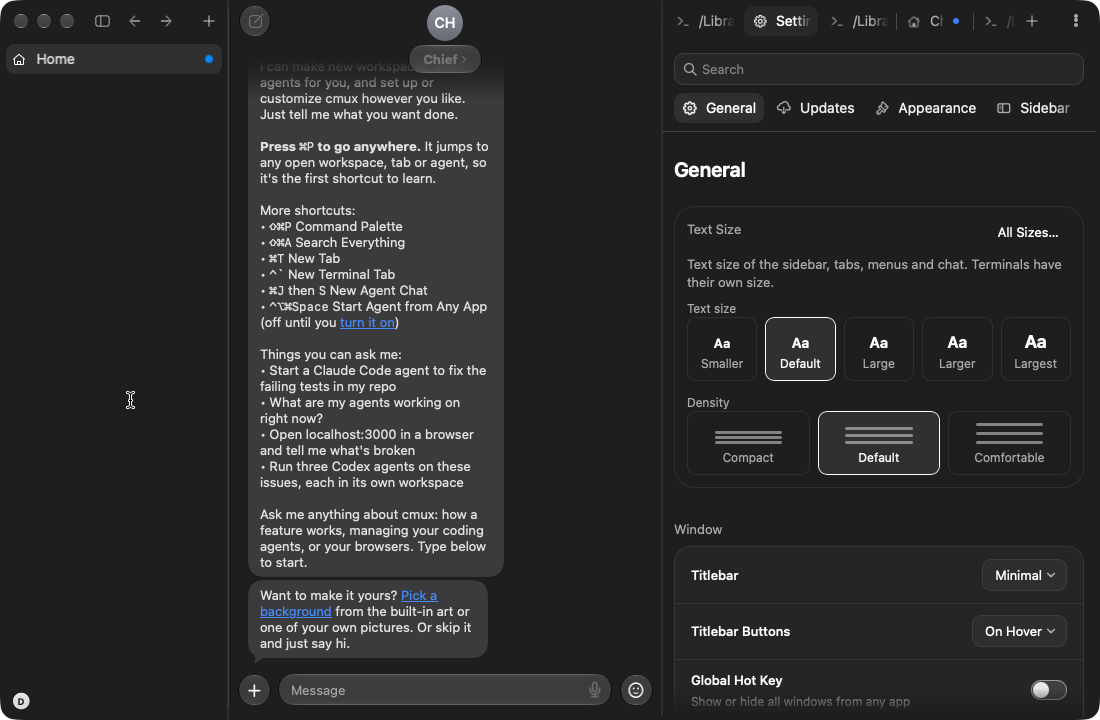 Home
D
CH
Chief
I can make new workspac
agents for you, and set up or
customize cmux however you like.
Just tell me what you want done.
Press ⌘P to go anywhere. It jumps to
any open workspace, tab or agent, so
it's the first shortcut to learn.
More shortcuts:
• ⇧⌘P Command Palette
• ⇧⌘A Search Everything
• ⌘T New Tab
• ^` New Terminal Tab
• ⌘J then S New Agent Chat
• ^⌥⌘Space Start Agent from Any App
(off until you turn it on)
Things you can ask me:
• Start a Claude Code agent to fix the
failing tests in my repo
• What are my agents working on
right now?
• Open localhost:3000 in a browser
and tell me what's broken
• Run three Codex agents on these
issues, each in its own workspace
Ask me anything about cmux: how a
feature works, managing your coding
agents, or your browsers. Type below
to start.
Want to make it yours? Pick a
background from the built-in art or
one of your own pictures. Or skip it
and just say hi.
Message
/Libra Settin /Libra Ch /L
Search
General Updates Appearance Sidebar
General
Text Size All Sizes...
Text size of the sidebar, tabs, menus and chat. Terminals have
their own size.
Text size
Aa Aa Aa Aa Aa
Smaller Default Large Larger Largest
Density
Compact Default Comfortable
Window
Titlebar Minimal
Titlebar Buttons On Hover
Global Hot Key
Show or hide all windows from any app